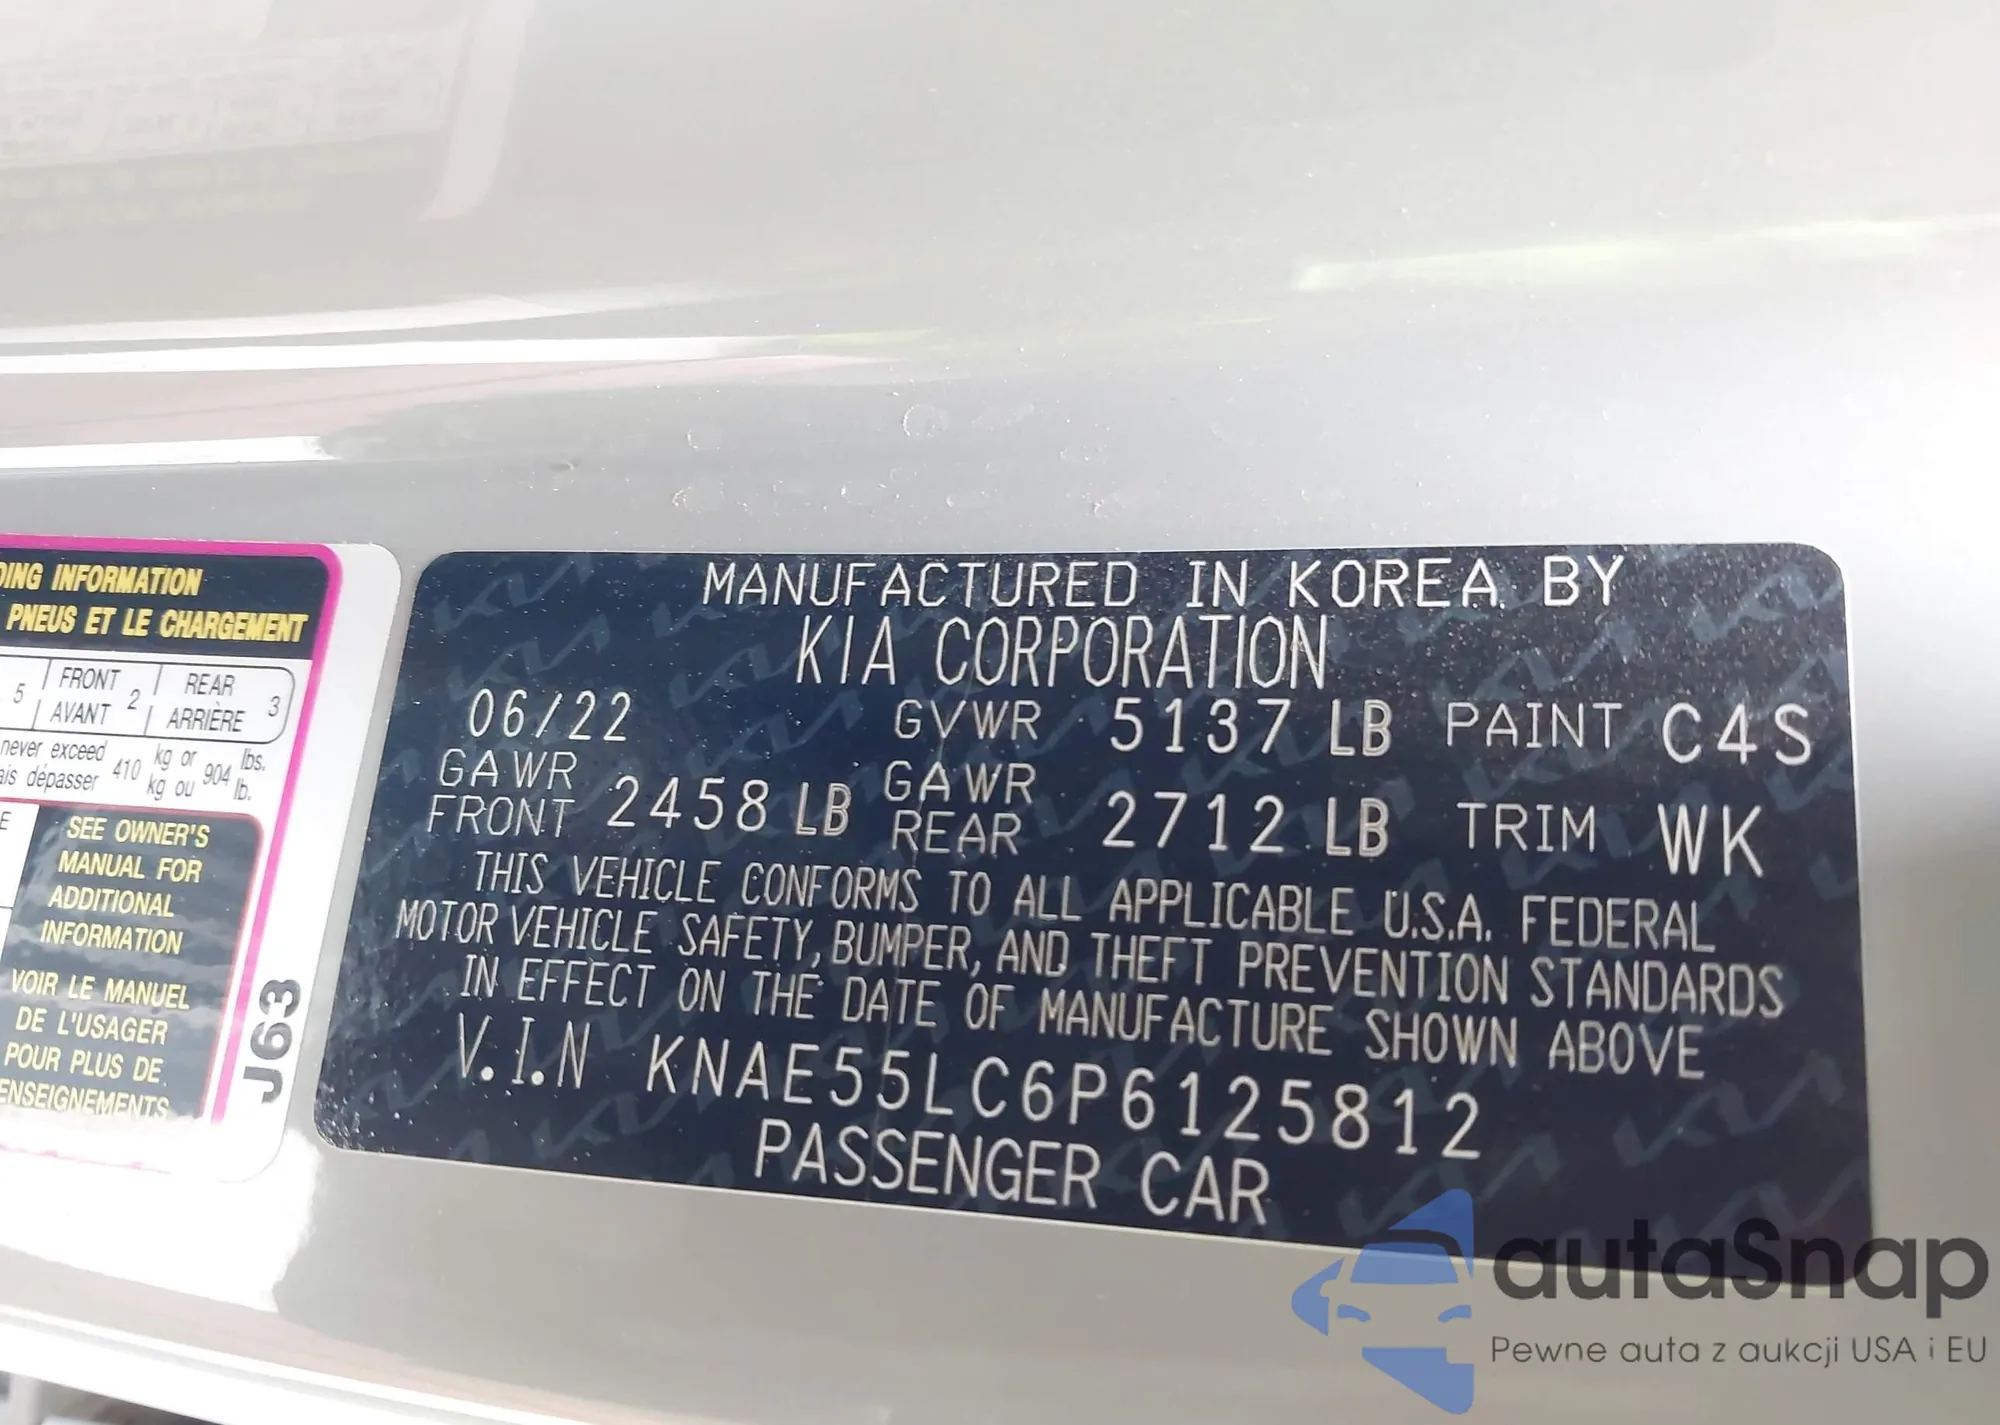 DING INFORMATION
PNEUS ET LE CHARGEMENT
5 FRONT AVANT 2 REAR ARRIÈRE 3
never exceed 410 kg or 904 lbs.
ais dépasser kg ou lb.
E
SEE OWNER'S
MANUAL FOR
ADDITIONAL
INFORMATION
VOIR LE MANUEL
DE L'USAGER
POUR PLUS DE
ENSEIGNEMENTS
J63
MANUFACTURED IN KOREA BY
KIA CORPORATION
06/22 GVWR 5137 LB PAINT C4S
GAWR FRONT 2458 LB GAWR REAR 2712 LB TRIM WK
THIS VEHICLE CONFORMS TO ALL APPLICABLE U.S.A. FEDERAL
MOTOR VEHICLE SAFETY, BUMPER, AND THEFT PREVENTION STANDARDS
IN EFFECT ON THE DATE OF MANUFACTURE SHOWN ABOVE
V.I.N KNAE55LC6P6125812
PASSENGER CAR
autaSnap
Pewne auta z aukcji USA i EU